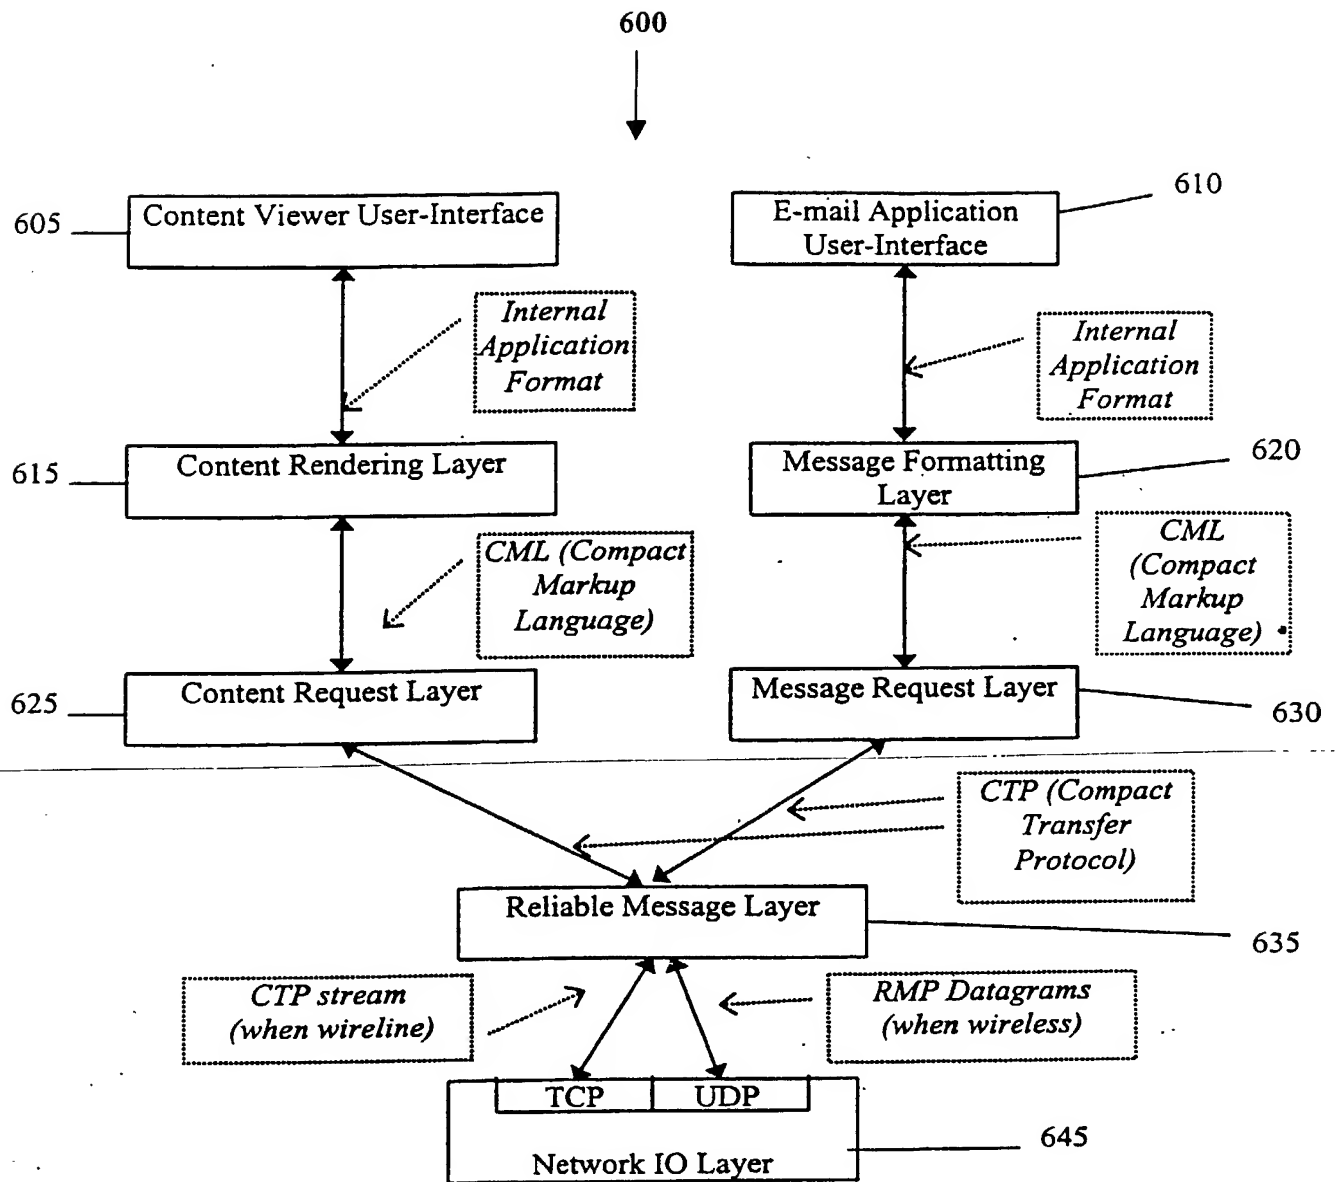 600
605
Content Viewer User-Interface
E-mail Application
User-Interface
610
Internal
Application
Format
Internal
Application
Format
615
Content Rendering Layer
Message Formatting
Layer
620
CML (Compact
Markup
Language)
CML
(Compact
Markup
Language)
625
Content Request Layer
Message Request Layer
630
CTP (Compact
Transfer
Protocol)
Reliable Message Layer
635
CTP stream
(when wireline)
RMP Datagrams
(when wireless)
TCP
UDP
Network IO Layer
645